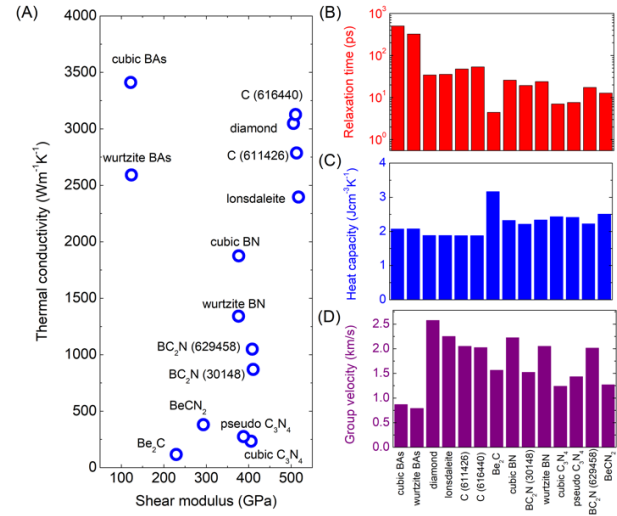 (A)
Thermal conductivity (Wm⁻¹K⁻¹)
4000
3500
3000
2500
2000
1500
1000
500
0
cubic BAs
C (616440)
diamond
wurtzite BAs
C (611426)
lonsdaleite
cubic BN
wurtzite BN
BC₂N (629458)
BC₂N (30148)
BeCN₂
pseudo C₃N₄
Be₂C
cubic C₃N₄
100 200 300 400 500
Shear modulus (GPa)
(B)
Relaxation time (ps)
10³
10²
10¹
10⁰
(C)
Heat capacity (Jcm⁻³K⁻¹)
4
3
2
1
0
(D)
Group velocity (km/s)
2.5
2.0
1.5
1.0
0.5
0.0
cubic BAs
wurtzite BAs
diamond
lonsdaleite
C (611426)
C (616440)
Be₂C
cubic BN
BC₂N (30148)
wurtzite BN
cubic C₃N₄
pseudo C₃N₄
BC₂N (629458)
BeCN₂